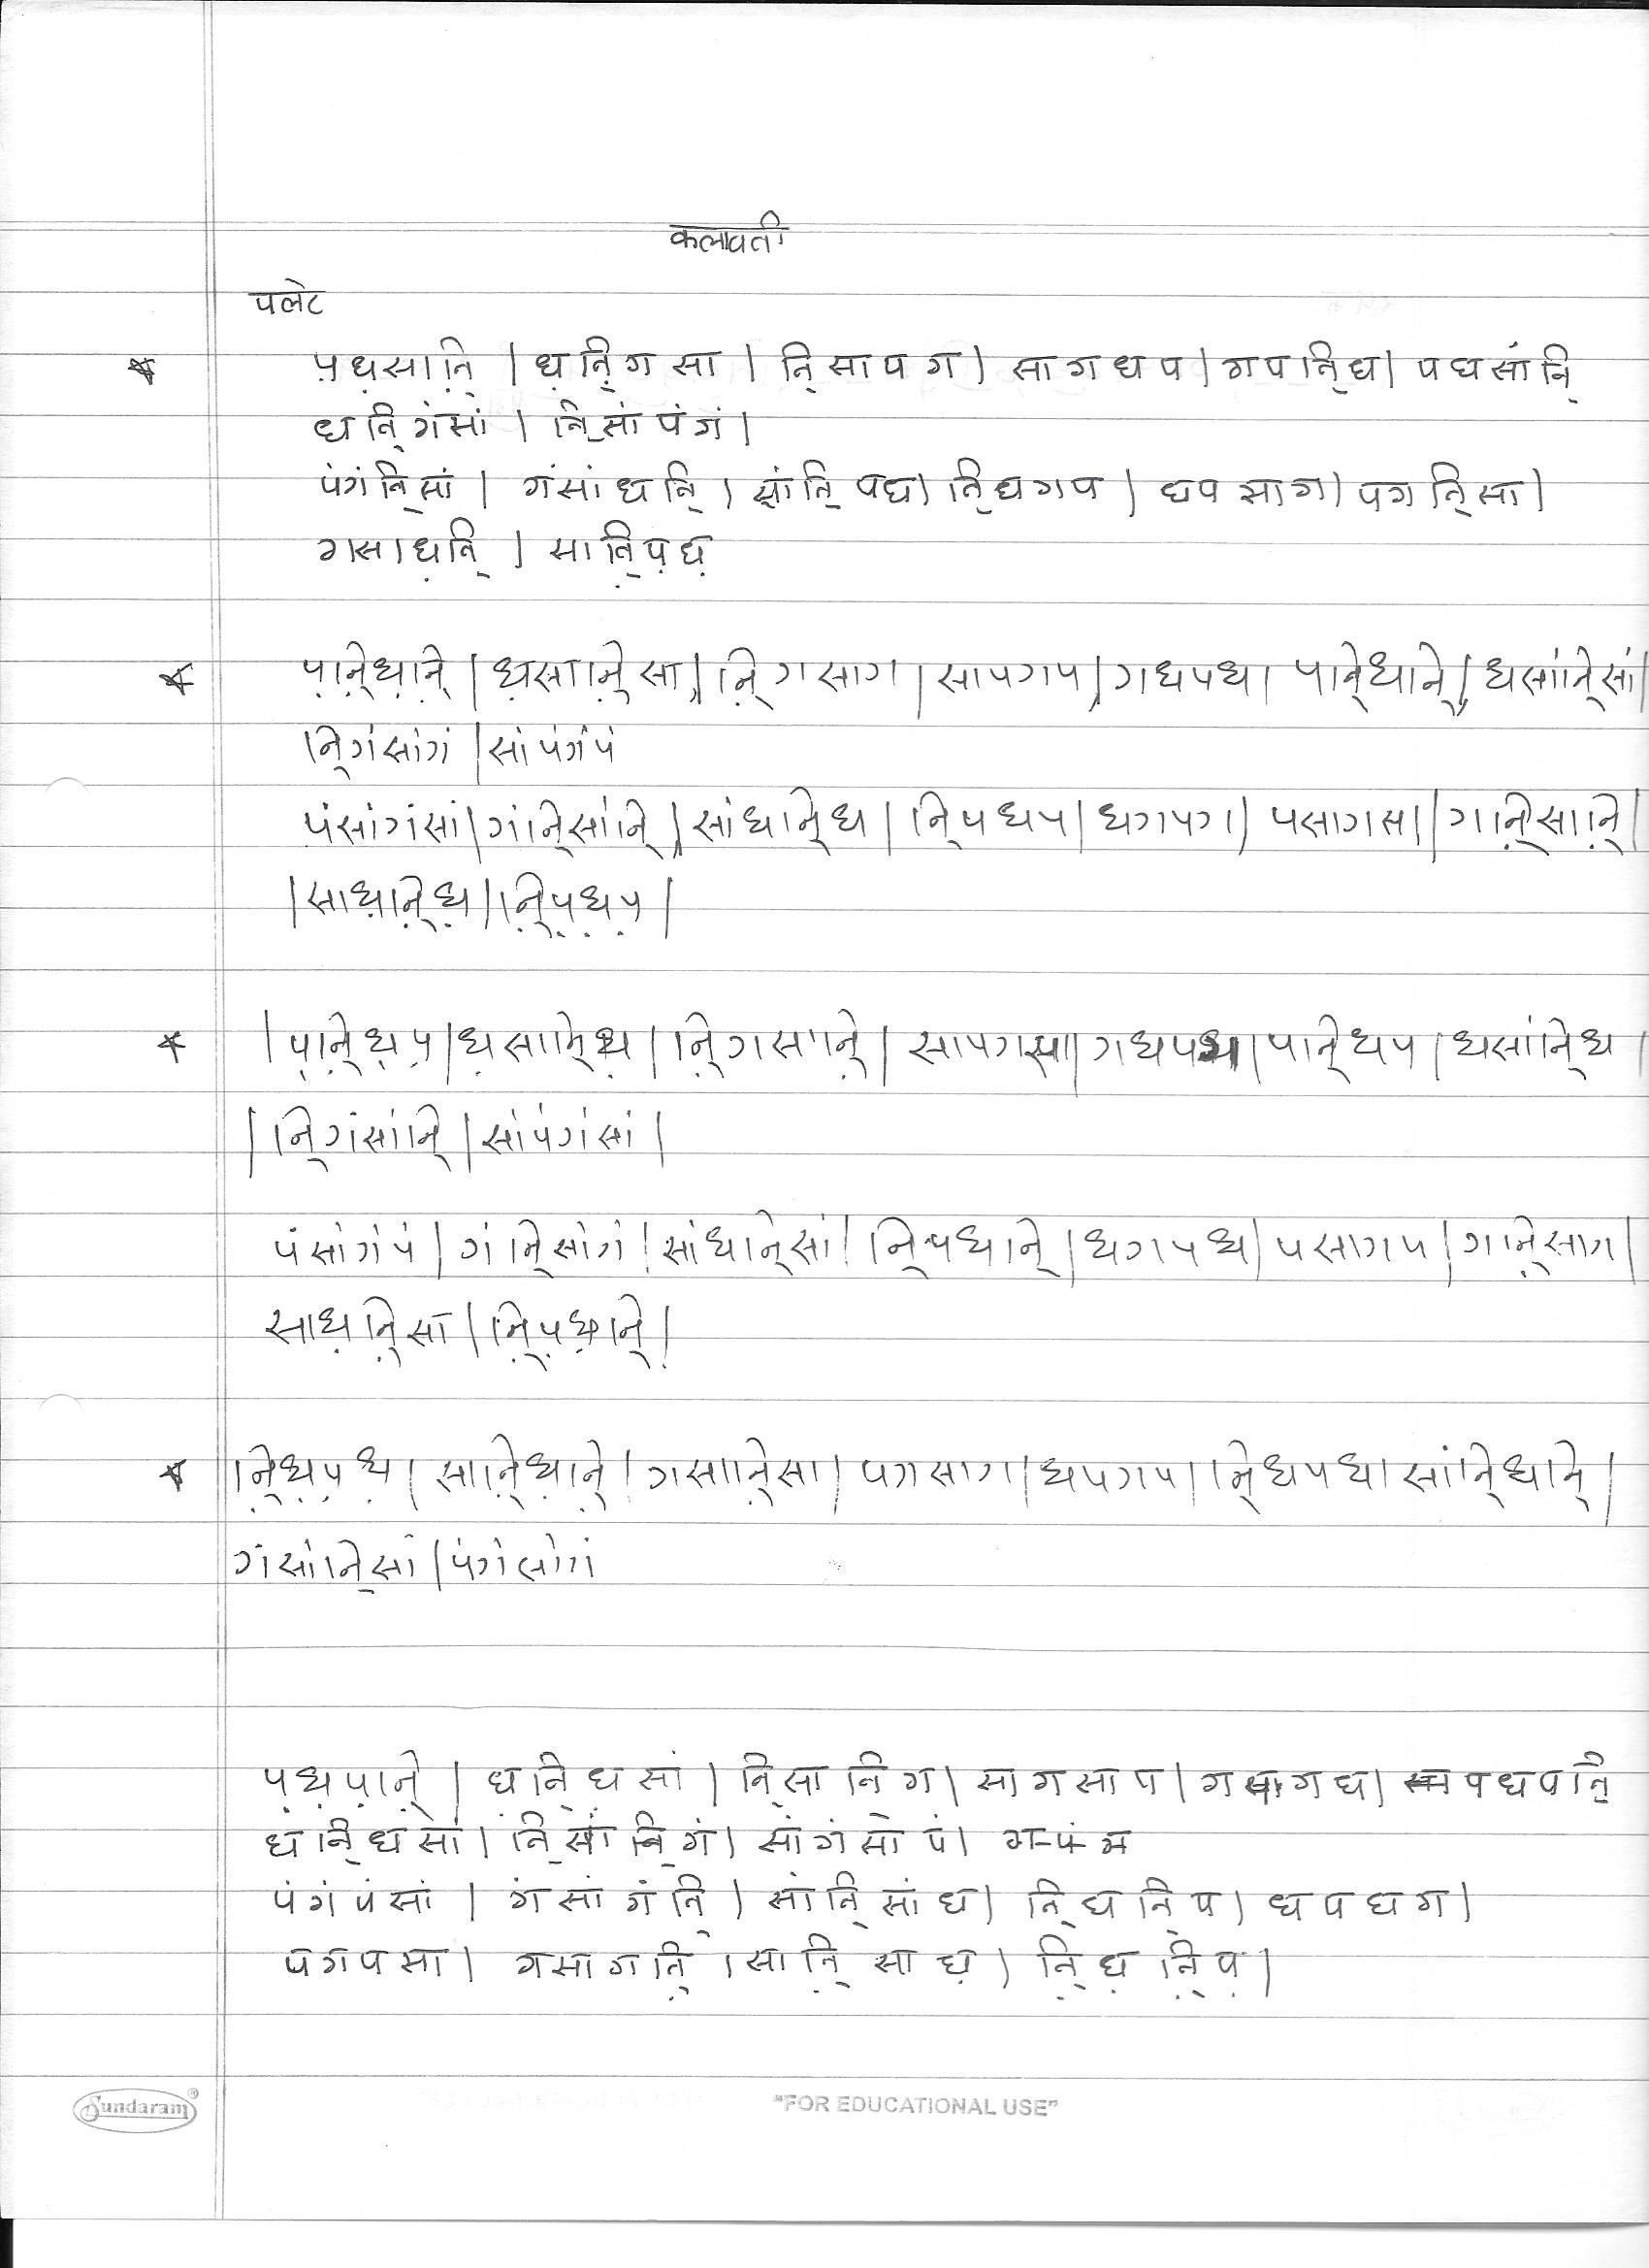 कलावती
पलेट
प़ध़सानि़॒ | ध़नि़॒गसा | नि़॒सापग | सागधप | गपनि॒ध | पधसांनि॒
धनि॒गंसां | नि॒सांपंगं |
पंगंनि॒सां | गंसांधनि॒ | सांनि॒पध | नि॒धगप | धपसाग | पगनि़॒सा |
गसाध़नि़॒ | सानि़॒प़ध़
प़नि़॒ध़नि़॒ | ध़सानि़॒सा | नि़॒गसाग | सापगप | गधपध | पनि॒धनि॒ | धसांनि॒सां |
नि॒गंसांगं | सांपंगंपं
पंसांगंसां | गंनि॒सांनि॒ | सांधनि॒ध | नि॒पधप | धगपग | पसागसा | गनि़॒सानि़॒ |
| साध़नि़॒ध़ | नि़॒प़ध़प़ |
| प़नि़॒ध़प़ | ध़सानि़॒ध़ | नि़॒गसानि़॒ | सापगसा | गधपध | पनि॒धप | धसांनि॒ध |
| नि॒गंसांनि॒ | सांपंगंसां |
पंसांगंपं | गंनि॒सांगं | सांधनि॒सां | नि॒पधनि॒ | धगपध | पसागप | गनि़॒साग |
साध़नि़॒सा | नि़॒प़ध़नि़॒ |
नि़॒ध़प़ध़ | सानि़॒ध़नि़॒ | गसानि़॒सा | पगसाग | धपगप | नि॒धपध | सांनि॒धनि॒ |
गंसांनि॒सां | पंगंसांगं
प़ध़प़नि़॒ | ध़नि़॒ध़सां | नि़॒सानि़॒ग | सागसाप | गपगध | पधपनि॒
धनि॒धसां | नि॒सांनि॒गं | सांगंसांपं |
पंगंपंसां | गंसांगंनि॒ | सांनि॒सांध | नि॒धनि॒प | धपधग |
पगपसा | गसागनि़॒ | सानि़॒साध़ | नि़॒ध़नि़॒प़ |
Sundaram®
"FOR EDUCATIONAL USE"